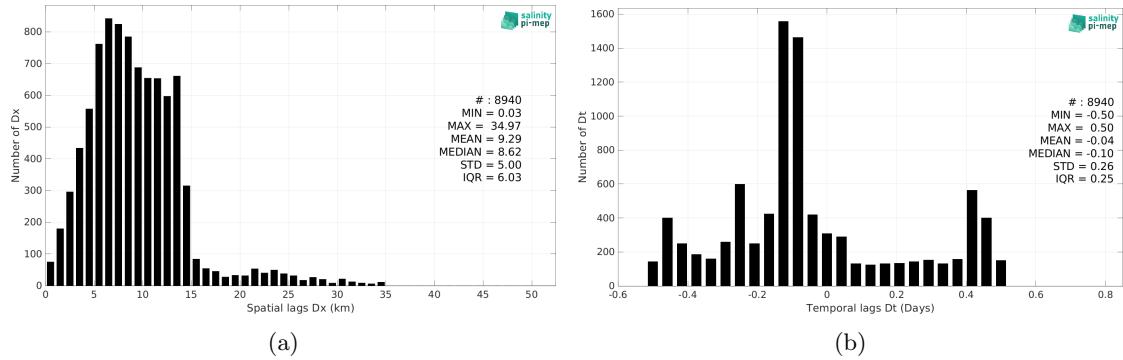 salinity
pi-mep
800
700
600
500
400
300
200
100
0
Number of Dx
# : 8940
MIN = 0.03
MAX = 34.97
MEAN = 9.29
MEDIAN = 8.62
STD = 5.00
IQR = 6.03
0 5 10 15 20 25 30 35 40 45 50
Spatial lags Dx (km)
(a)
salinity
pi-mep
1600
1400
1200
1000
800
600
400
200
0
Number of Dt
# : 8940
MIN = -0.50
MAX = 0.50
MEAN = -0.04
MEDIAN = -0.10
STD = 0.26
IQR = 0.25
-0.6 -0.4 -0.2 0 0.2 0.4 0.6 0.8
Temporal lags Dt (Days)
(b)